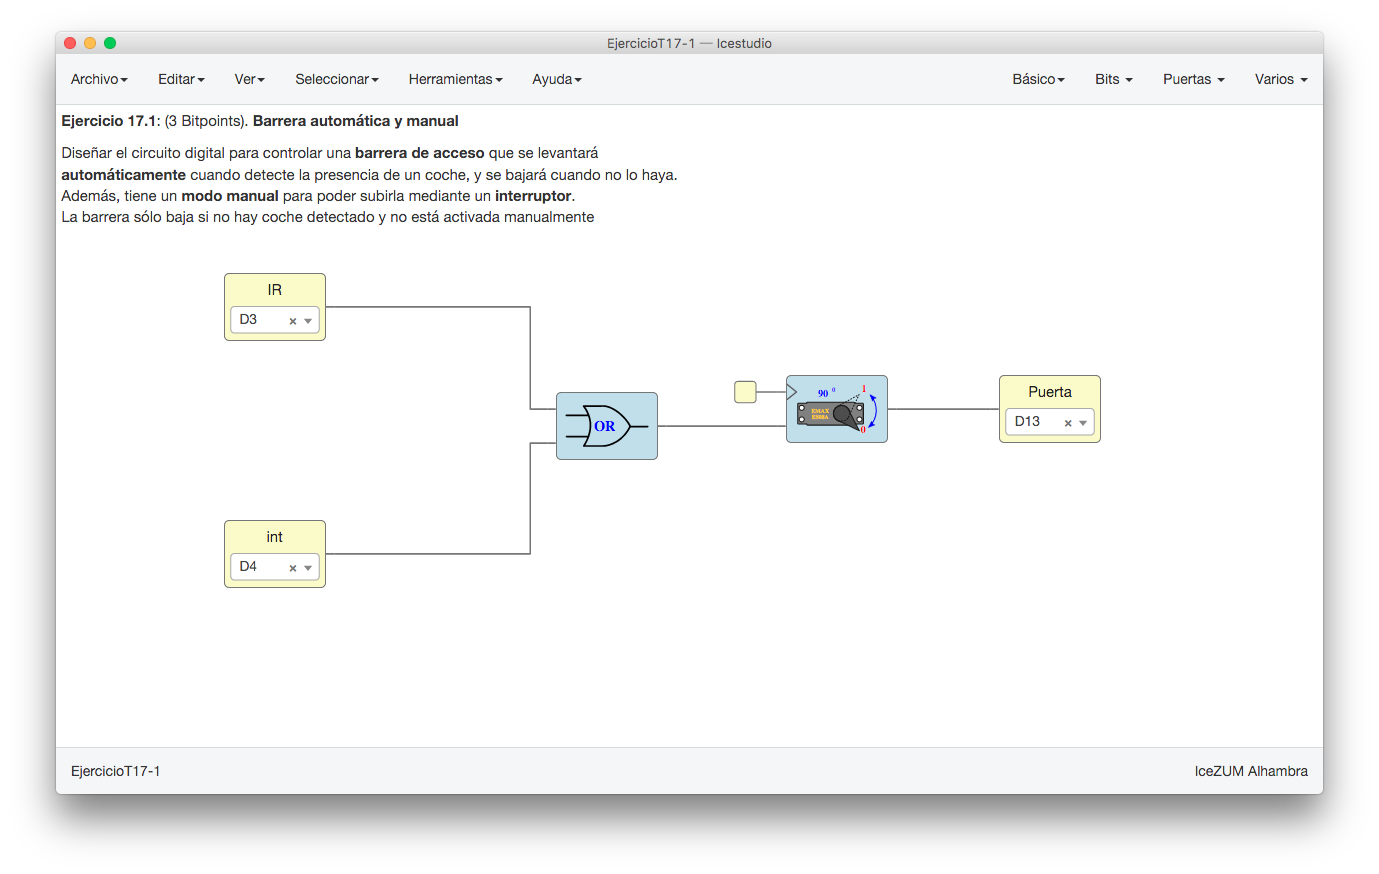 EjercicioT17-1 — Icestudio
Archivo Editar Ver Seleccionar Herramientas Ayuda Básico Bits Puertas Varios
Ejercicio 17.1: (3 Bitpoints). Barrera automática y manual
Diseñar el circuito digital para controlar una barrera de acceso que se levantará
automáticamente cuando detecte la presencia de un coche, y se bajará cuando no lo haya.
Además, tiene un modo manual para poder subirla mediante un interruptor.
La barrera sólo baja si no hay coche detectado y no está activada manualmente
IR
D3
OR
90 º
1
EMAX
ES08A
0
Puerta
D13
int
D4
EjercicioT17-1
IceZUM Alhambra